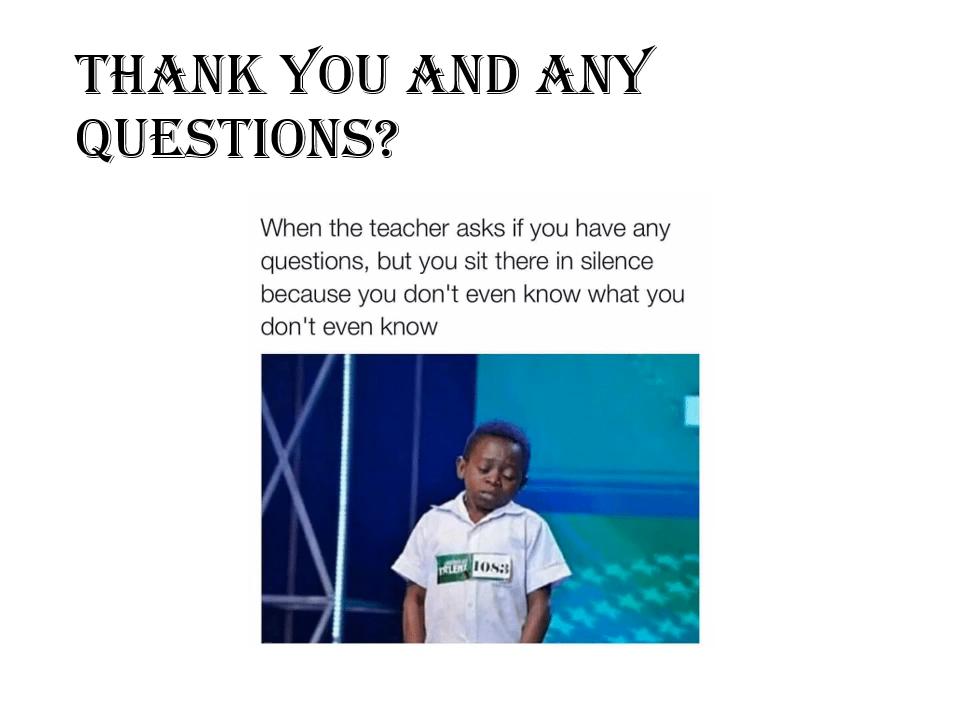 THANK YOU AND ANY
QUESTIONS?
When the teacher asks if you have any
questions, but you sit there in silence
because you don't even know what you
don't even know
TALENT 1083